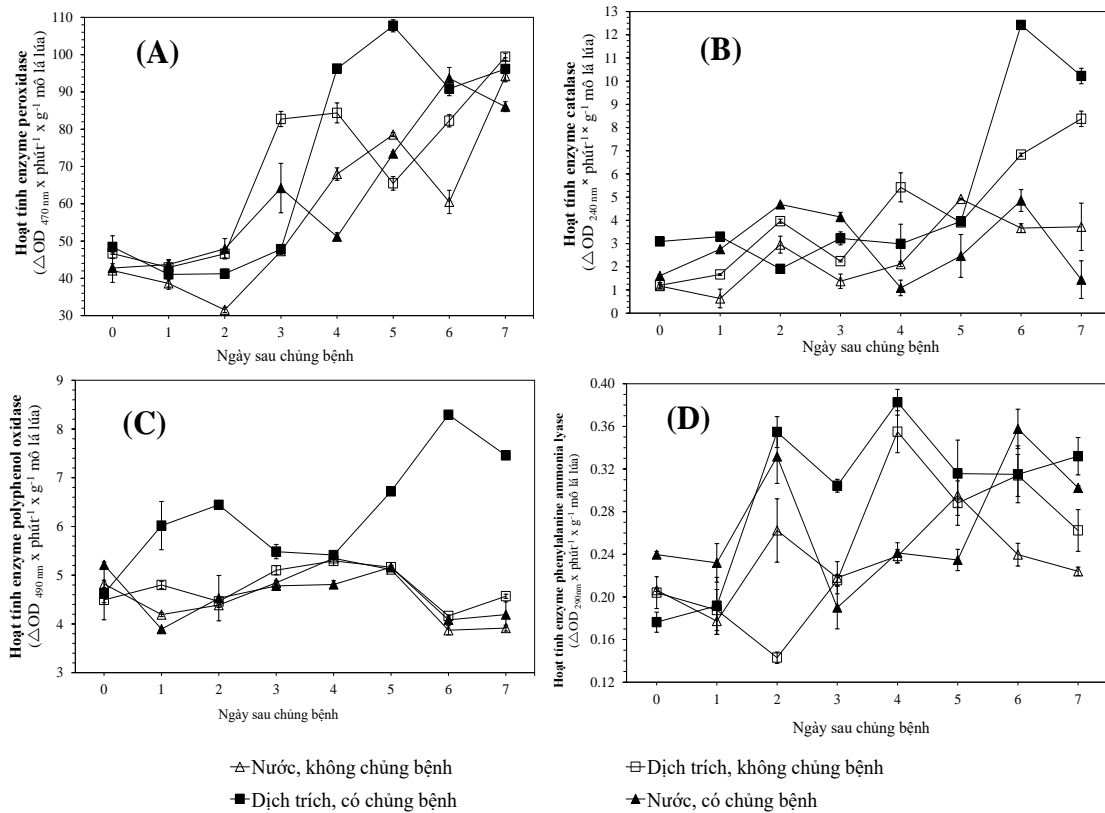 (A)
Hoạt tính enzyme peroxidase
(△OD 470 nm x phút-1 x g-1 mô lá lúa)
110
100
90
80
70
60
50
40
30
0 1 2 3 4 5 6 7
Ngày sau chủng bệnh
(B)
Hoạt tính enzyme catalase
(△OD 240 nm × phút-1 × g-1 mô lá lúa)
13
12
11
10
9
8
7
6
5
4
3
2
1
0
0 1 2 3 4 5 6 7
Ngày sau chủng bệnh
(C)
Hoạt tính enzyme polyphenol oxidase
(△OD 490 nm x phút-1 x g-1 mô lá lúa)
9
8
7
6
5
4
3
0 1 2 3 4 5 6 7
Ngày sau chủng bệnh
(D)
Hoạt tính enzyme phenylalanine ammonia lyase
(△OD 290nm x phút-1 x g-1 mô lá lúa)
0.40
0.36
0.32
0.28
0.24
0.20
0.16
0.12
0 1 2 3 4 5 6 7
Ngày sau chủng bệnh
Nước, không chủng bệnh
Dịch trích, không chủng bệnh
Dịch trích, có chủng bệnh
Nước, có chủng bệnh